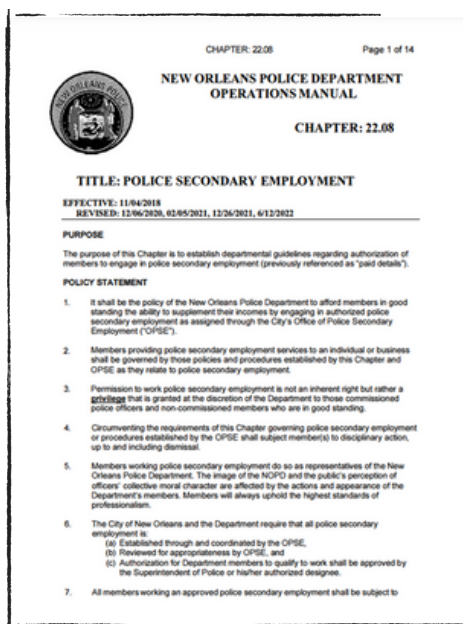 CHAPTER: 22.08 Page 1 of 14
NEW ORLEANS POLICE DEPARTMENT
OPERATIONS MANUAL
CHAPTER: 22.08
NEW ORLEANS POLICE
TITLE: POLICE SECONDARY EMPLOYMENT
EFFECTIVE: 11/04/2018
REVISED: 12/06/2020, 02/05/2021, 12/26/2021, 6/12/2022
PURPOSE
The purpose of this Chapter is to establish departmental guidelines regarding authorization of
members to engage in police secondary employment (previously referenced as "paid details").
POLICY STATEMENT
1. It shall be the policy of the New Orleans Police Department to afford members in good
standing the ability to supplement their incomes by engaging in authorized police
secondary employment as assigned through the City's Office of Police Secondary
Employment ("OPSE").
2. Members providing police secondary employment services to an individual or business
shall be governed by those policies and procedures established by this Chapter and
OPSE as they relate to police secondary employment.
3. Permission to work police secondary employment is not an inherent right but rather a
privilege that is granted at the discretion of the Department to those commissioned
police officers and non-commissioned members who are in good standing.
4. Circumventing the requirements of this Chapter governing police secondary employment
or procedures established by the OPSE shall subject member(s) to disciplinary action,
up to and including dismissal.
5. Members working police secondary employment do so as representatives of the New
Orleans Police Department. The image of the NOPD and the public's perception of
officers' collective moral character are affected by the actions and appearance of the
Department's members. Members will always uphold the highest standards of
professionalism.
6. The City of New Orleans and the Department require that all police secondary
employment is:
(a) Established through and coordinated by the OPSE,
(b) Reviewed for appropriateness by OPSE, and
(c) Authorization for Department members to qualify to work shall be approved by
the Superintendent of Police or his/her authorized designee.
7. All members working an approved police secondary employment shall be subject to